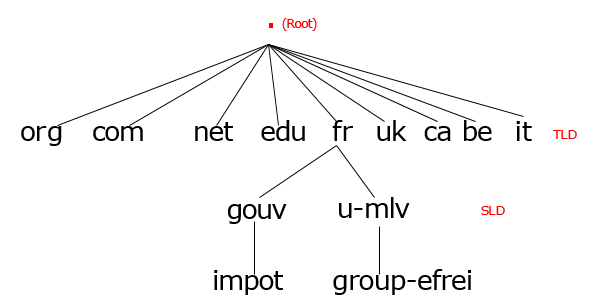 . (Root)
org com net edu fr uk ca be it TLD
gouv u-mlv SLD
impot group-efrei